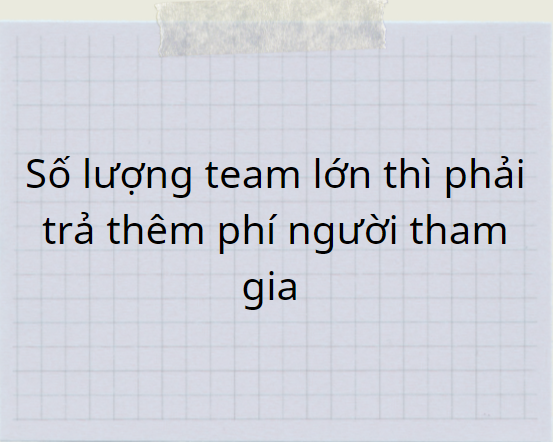 Số lượng team lớn thì phải
trả thêm phí người tham
gia